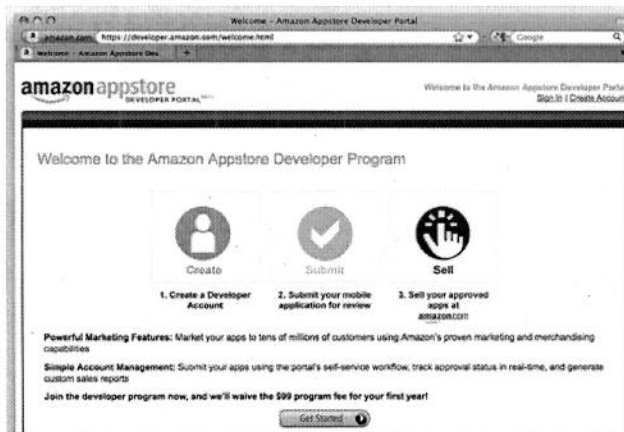 Welcome - Amazon Appstore Developer Portal
amazon.com https://developer.amazon.com/welcome.html
Google
Welcome - Amazon Appstore Dev...
+
amazon appstore
DEVELOPER PORTAL
Welcome to the Amazon Appstore Developer Portal
Sign In | Create Account
Welcome to the Amazon Appstore Developer Program
Create Submit Sell
1. Create a Developer 2. Submit your mobile 3. Sell your approved
Account application for review apps at
amazon.com
Powerful Marketing Features: Market your apps to tens of millions of customers using Amazon's proven marketing and merchandising
capabilities
Simple Account Management: Submit your apps using the portal's self-service workflow, track approval status in real-time, and generate
custom sales reports
Join the developer program now, and we'll waive the $99 program fee for your first year!
Get Started